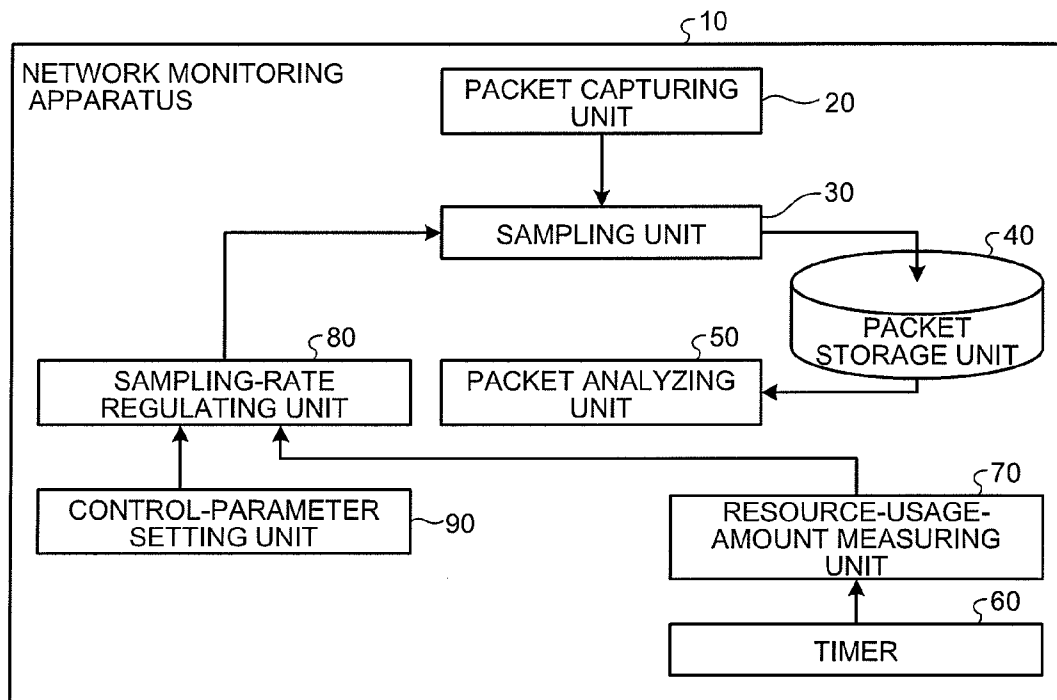 10
NETWORK MONITORING
APPARATUS
PACKET CAPTURING
UNIT
20
30
SAMPLING UNIT
40
PACKET
STORAGE UNIT
80
SAMPLING-RATE
REGULATING UNIT
50
PACKET ANALYZING
UNIT
CONTROL-PARAMETER
SETTING UNIT
90
70
RESOURCE-USAGE-
AMOUNT MEASURING
UNIT
60
TIMER